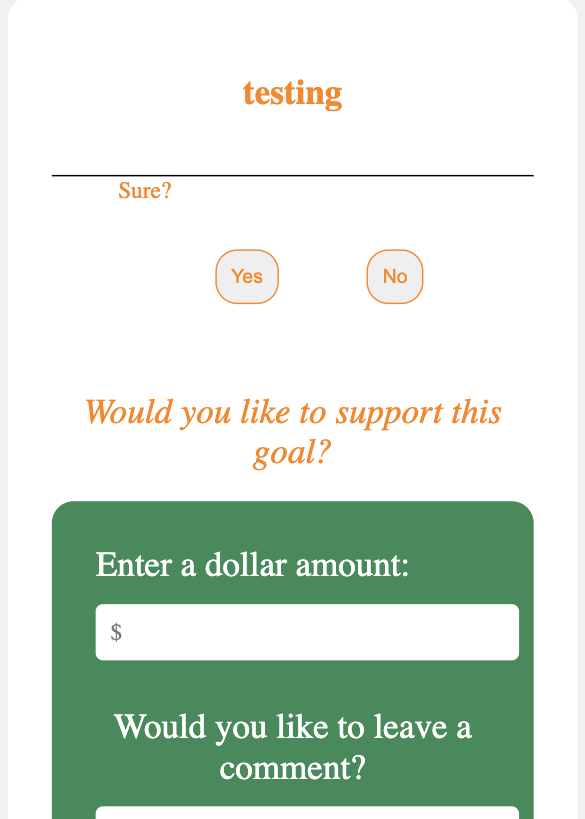 testing
Sure?
Yes No
Would you like to support this
goal?
Enter a dollar amount:
$
Would you like to leave a
comment?